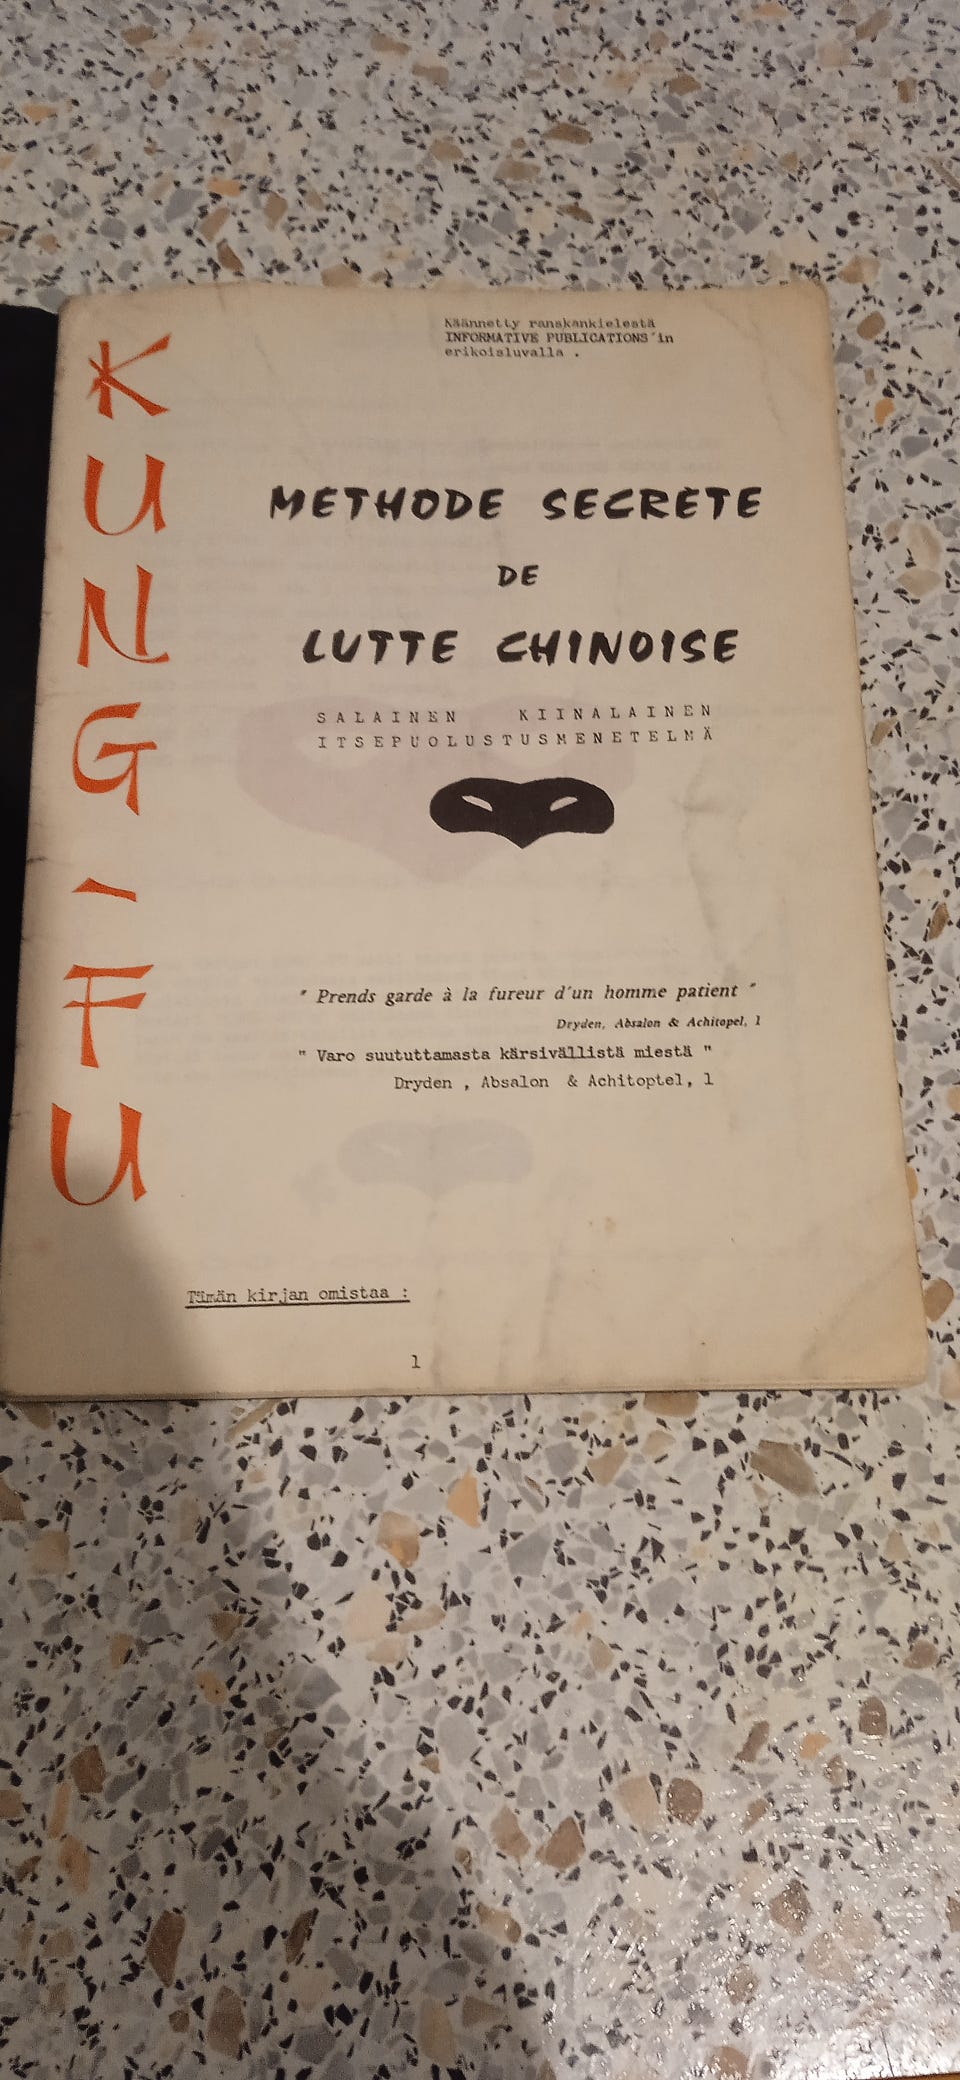 KUNG-FU
Käännetty ranskankielestä
INFORMATIVE PUBLICATIONS'in
erikoisluvalla .
METHODE SECRETE
DE
LUTTE CHINOISE
SALAINEN KIINALAINEN
ITSEPUOLUSTUSMENETELMÄ
" Prends garde à la fureur d'un homme patient "
Dryden, Absalon & Achitopel, 1
" Varo suututtamasta kärsivällistä miestä "
Dryden , Absalon & Achitoptel, 1
Tämän kirjan omistaa :
1